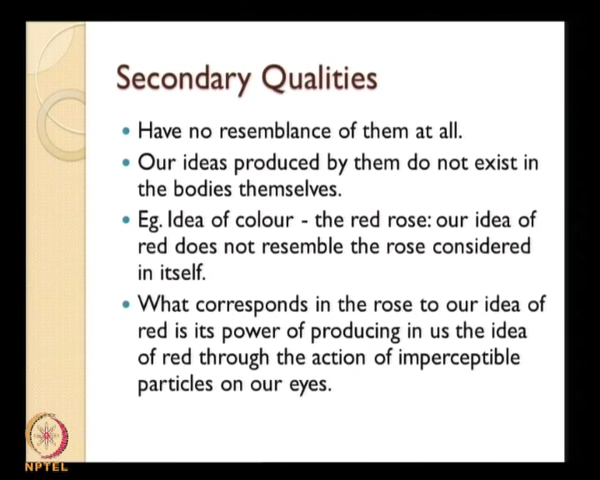 Secondary Qualities
Have no resemblance of them at all.
Our ideas produced by them do not exist in
the bodies themselves.
Eg. Idea of colour - the red rose: our idea of
red does not resemble the rose considered
in itself.
What corresponds in the rose to our idea of
red is its power of producing in us the idea
of red through the action of imperceptible
particles on our eyes.
NPTEL